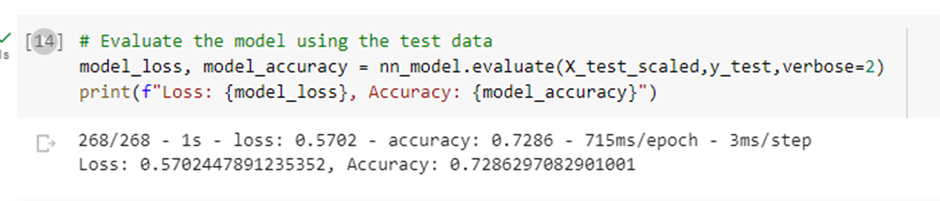 [14] # Evaluate the model using the test data
model_loss, model_accuracy = nn_model.evaluate(X_test_scaled,y_test,verbose=2)
print(f"Loss: {model_loss}, Accuracy: {model_accuracy}")
268/268 - 1s - loss: 0.5702 - accuracy: 0.7286 - 715ms/epoch - 3ms/step
Loss: 0.5702447891235352, Accuracy: 0.7286297082901001